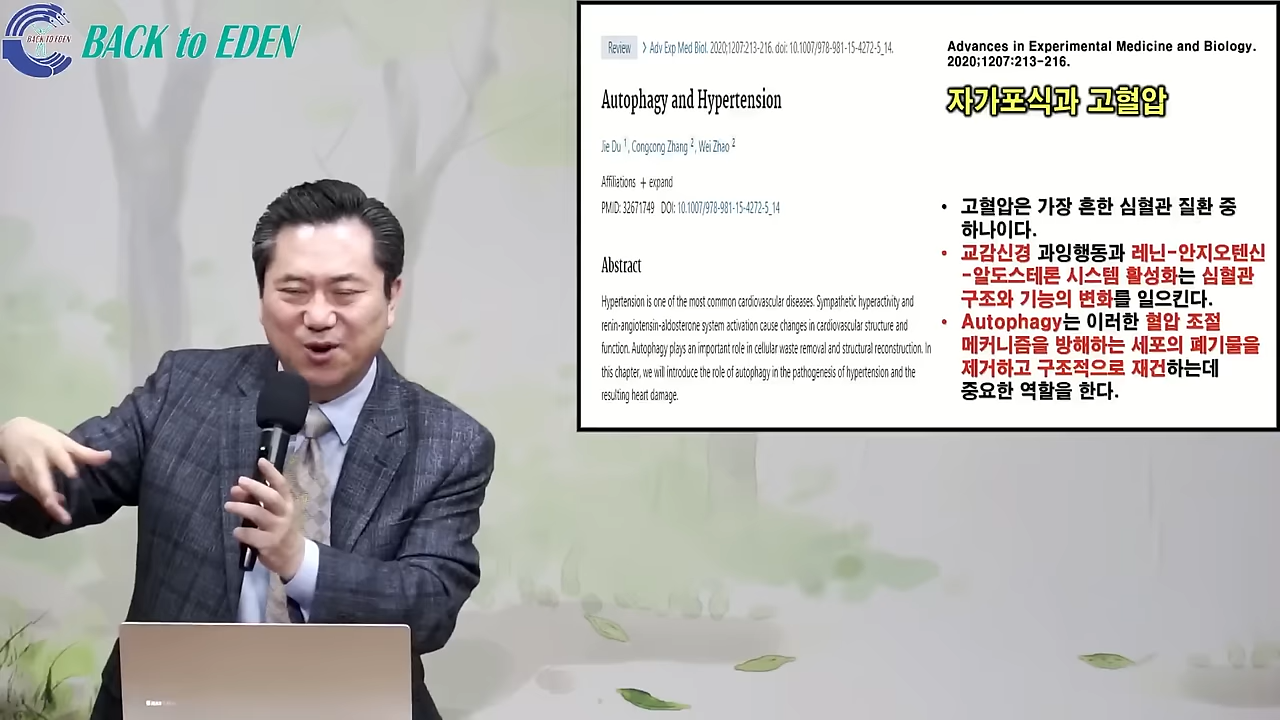 BACK TO EDEN
BACK to EDEN
Review
Adv Exp Med Biol. 2020;1207:213-216. doi: 10.1007/978-981-15-4272-5_14.
Autophagy and Hypertension
Jie Du 1, Congcong Zhang 2, Wei Zhao 2
Affiliations + expand
PMID: 32671749 DOI: 10.1007/978-981-15-4272-5_14
Abstract
Hypertension is one of the most common cardiovascular diseases. Sympathetic hyperactivity and
renin-angiotensin-aldosterone system activation cause changes in cardiovascular structure and
function. Autophagy plays an important role in cellular waste removal and structural reconstruction. In
this chapter, we will introduce the role of autophagy in the pathogenesis of hypertension and the
resulting heart damage.
Advances in Experimental Medicine and Biology.
2020;1207:213-216.
자가포식과 고혈압
• 고혈압은 가장 흔한 심혈관 질환 중
하나이다.
• 교감신경 과잉행동과 레닌-안지오텐신
-알도스테론 시스템 활성화는 심혈관
구조와 기능의 변화를 일으킨다.
• Autophagy는 이러한 혈압 조절
메커니즘을 방해하는 세포의 폐기물을
제거하고 구조적으로 재건하는데
중요한 역할을 한다.